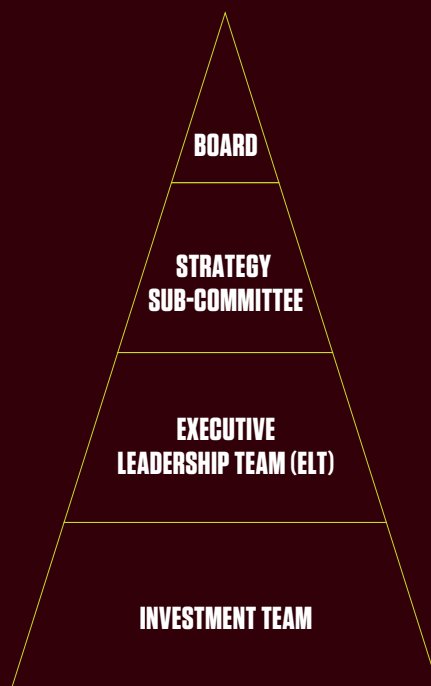 BOARD
STRATEGY
SUB-COMMITTEE
EXECUTIVE
LEADERSHIP TEAM (ELT)
INVESTMENT TEAM